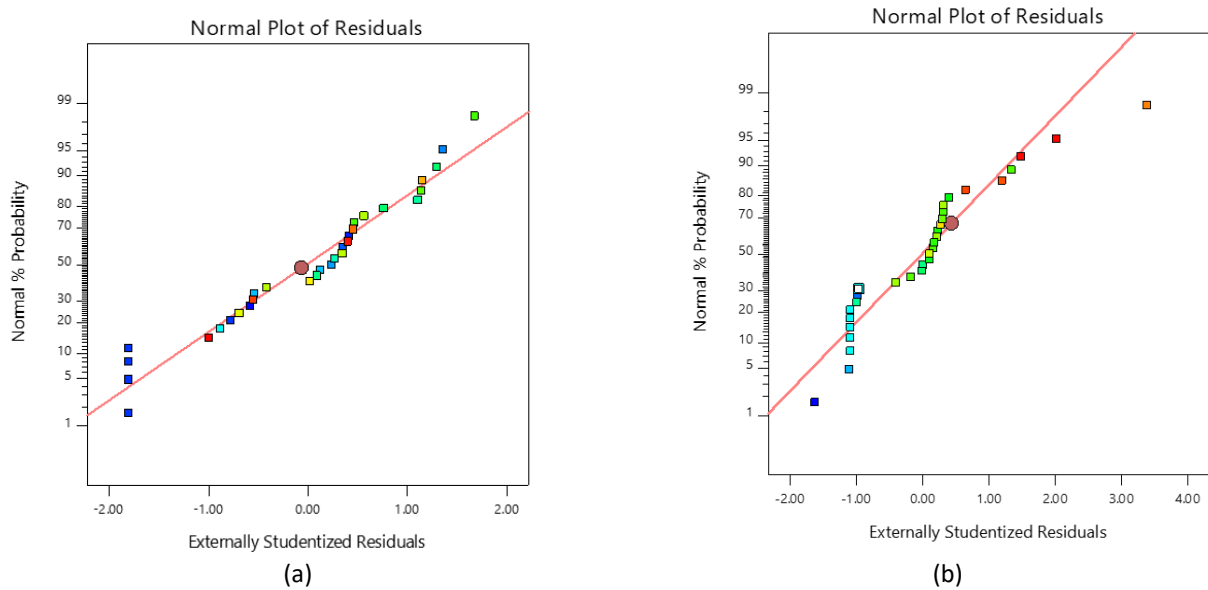 Normal Plot of Residuals
Normal % Probability
99
95
90
80
70
50
30
20
10
5
1
-2.00 -1.00 0.00 1.00 2.00
Externally Studentized Residuals
(a)
Normal Plot of Residuals
Normal % Probability
99
95
90
80
70
50
30
20
10
5
1
-2.00 -1.00 0.00 1.00 2.00 3.00 4.00
Externally Studentized Residuals
(b)